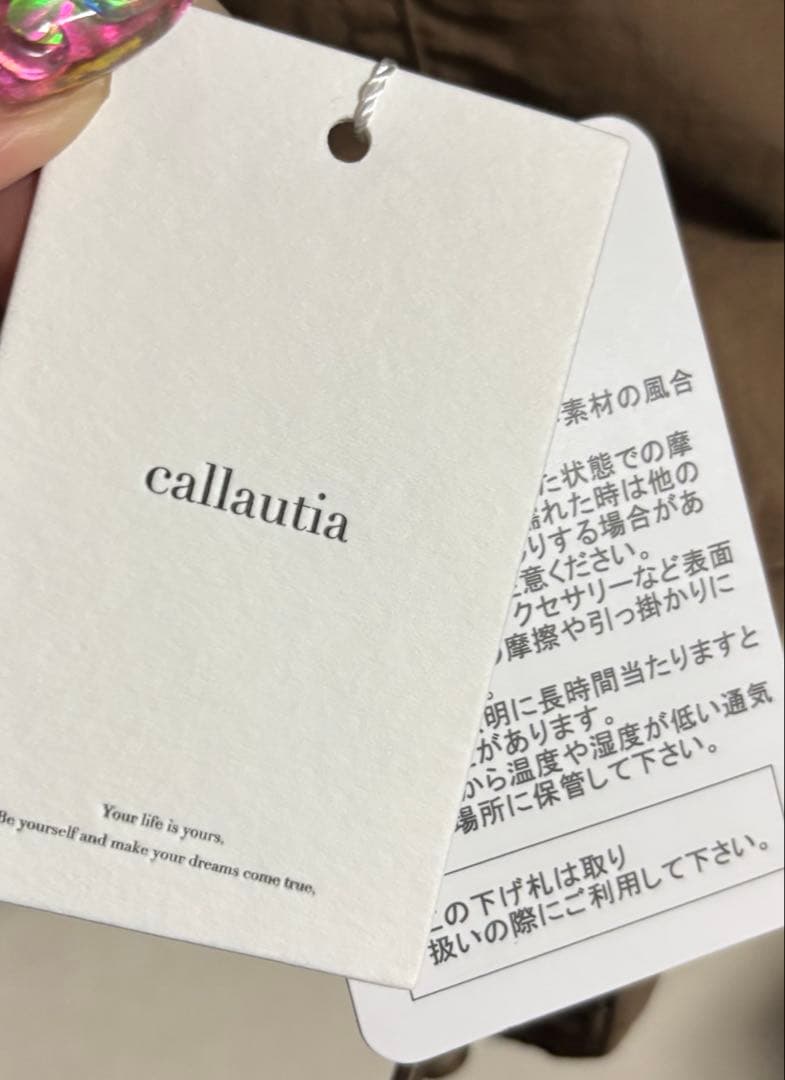 callautia
Your life is yours.
Be yourself and make your dreams come true.
素材の風合
た状態での摩
濡れた時は他の
りする場合があ
意ください。
クセサリーなど表面
摩擦や引っ掛かりに
。
明に長時間当たりますと
があります。
から温度や湿度が低い通気
場所に保管して下さい。
この下げ札は取り
扱いの際にご利用して下さい。